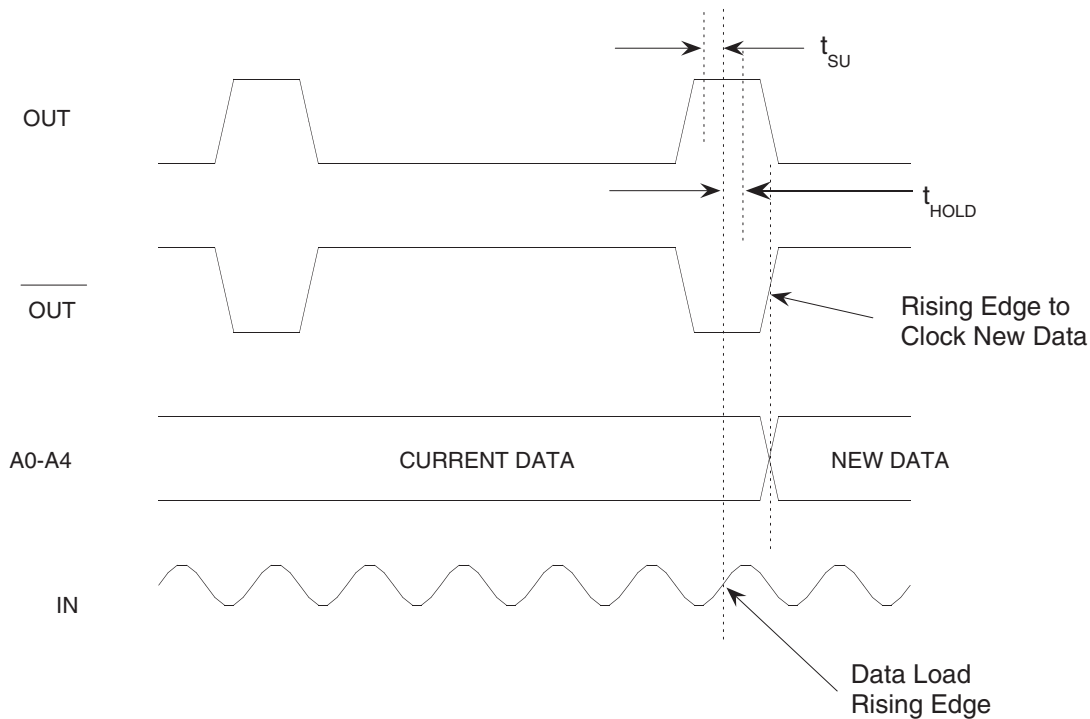 t_SU
OUT
t_HOLD
OUT
Rising Edge to
Clock New Data
A0-A4
CURRENT DATA
NEW DATA
IN
Data Load
Rising Edge